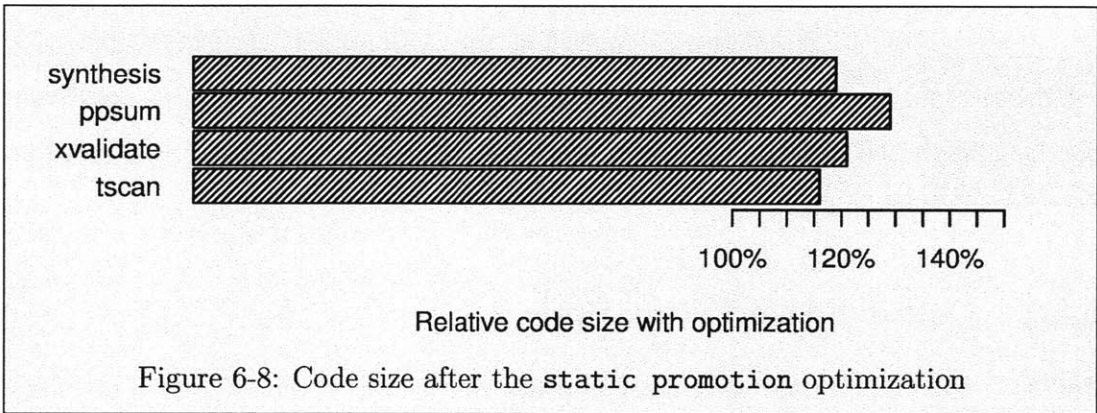 synthesis
ppsum
xvalidate
tscan
100% 120% 140%
Relative code size with optimization
Figure 6-8: Code size after the static promotion optimization